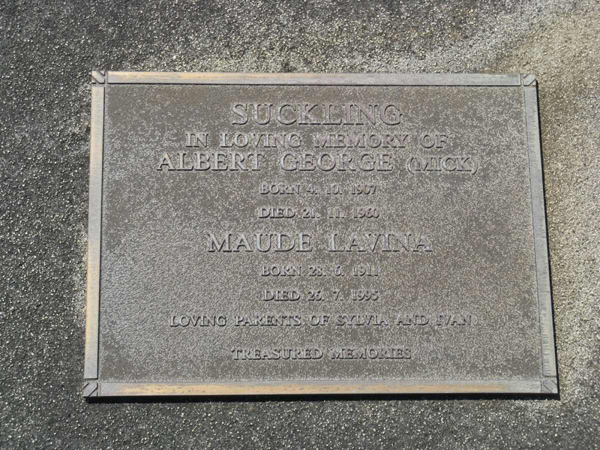 SUCKLING
IN LOVING MEMORY OF
ALBERT GEORGE (MICK)
BORN 4. 10. 1907
DIED 21. 11. 1960
MAUDE LAVINA
BORN 28. 6. 1911
DIED 26. 7. 1995
LOVING PARENTS OF SYLVIA AND IVAN
TREASURED MEMORIES